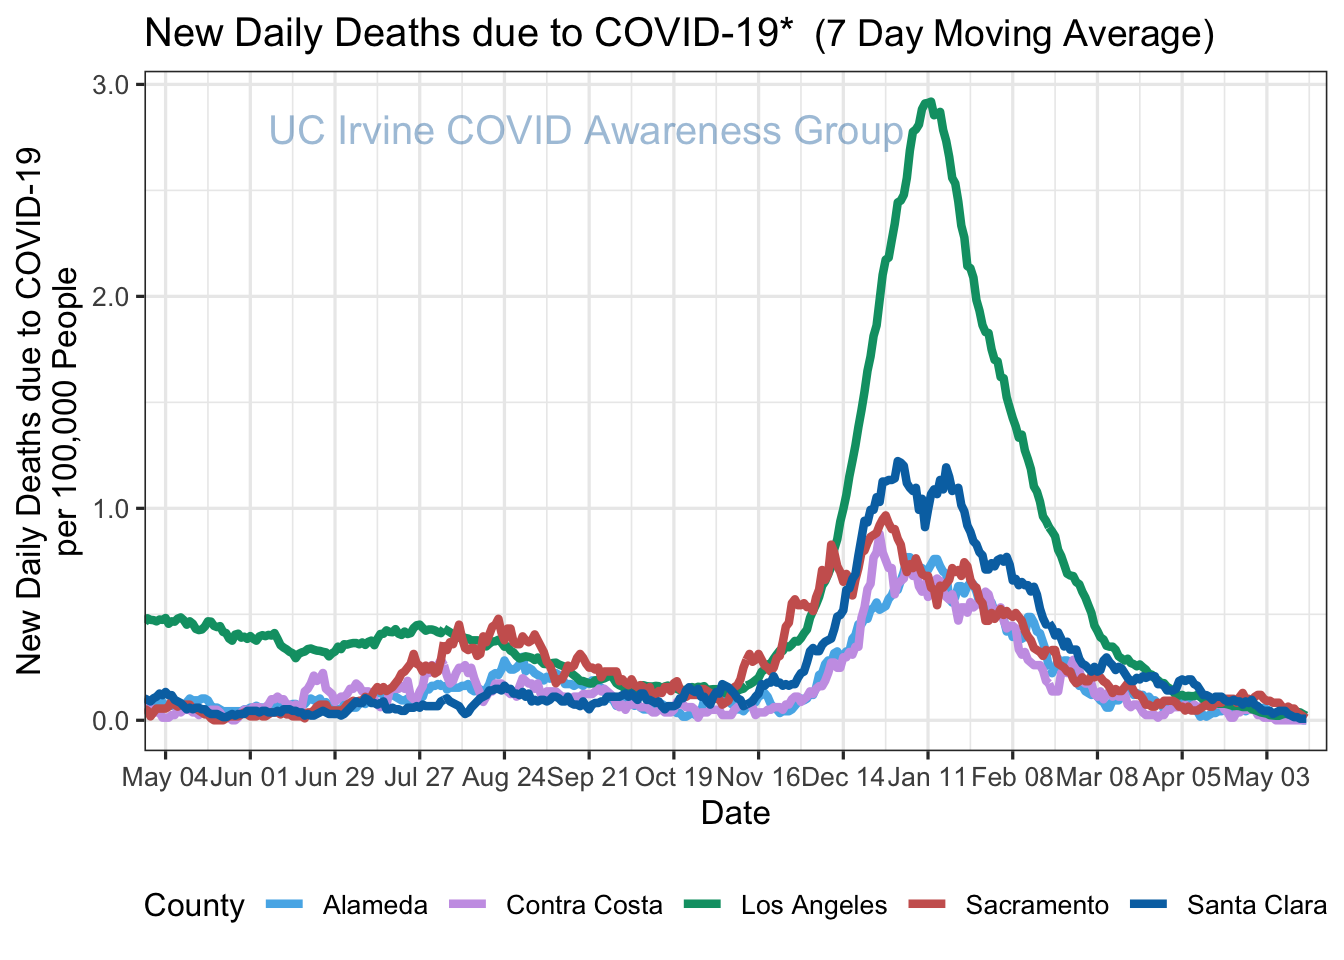 New Daily Deaths due to COVID-19* (7 Day Moving Average)
UC Irvine COVID Awareness Group
New Daily Deaths due to COVID-19
per 100,000 People
3.0
2.0
1.0
0.0
May 04 Jun 01 Jun 29 Jul 27 Aug 24 Sep 21 Oct 19 Nov 16 Dec 14 Jan 11 Feb 08 Mar 08 Apr 05 May 03
Date
County Alameda Contra Costa Los Angeles Sacramento Santa Clara